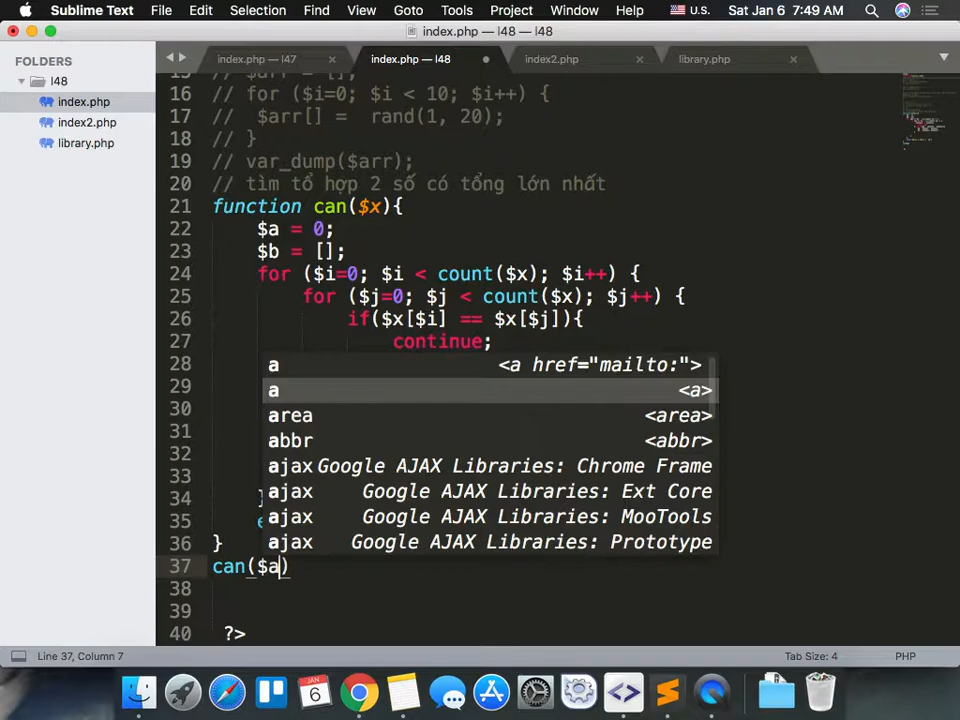 Sublime Text File Edit Selection Find View Goto Tools Project Window Help U.S. Sat Jan 6 7:49 AM
index.php — l48 — l48
FOLDERS
l48
index.php
index2.php
library.php
index.php — l47 index.php — l48 index2.php library.php
16 // for ($i=0; $i < 10; $i++) {
17 // $arr[] = rand(1, 20);
18 // }
19 // var_dump($arr);
20 // tìm tổ hợp 2 số có tổng lớn nhất
21 function can($x){
22 $a = 0;
23 $b = [];
24 for ($i=0; $i < count($x); $i++) {
25 for ($j=0; $j < count($x); $j++) {
26 if($x[$i] == $x[$j]){
27 continue;
28 a <a href="mailto:">
29 a <a>
30 area <area>
31 abbr <abbr>
32 ajax Google AJAX Libraries: Chrome Frame
33 ajax Google AJAX Libraries: Ext Core
34 } ajax Google AJAX Libraries: MooTools
35 e ajax Google AJAX Libraries: Prototype
36 }
37 can($a)
38
39
40 ?>
Line 37, Column 7 Tab Size: 4 PHP
JAN
6